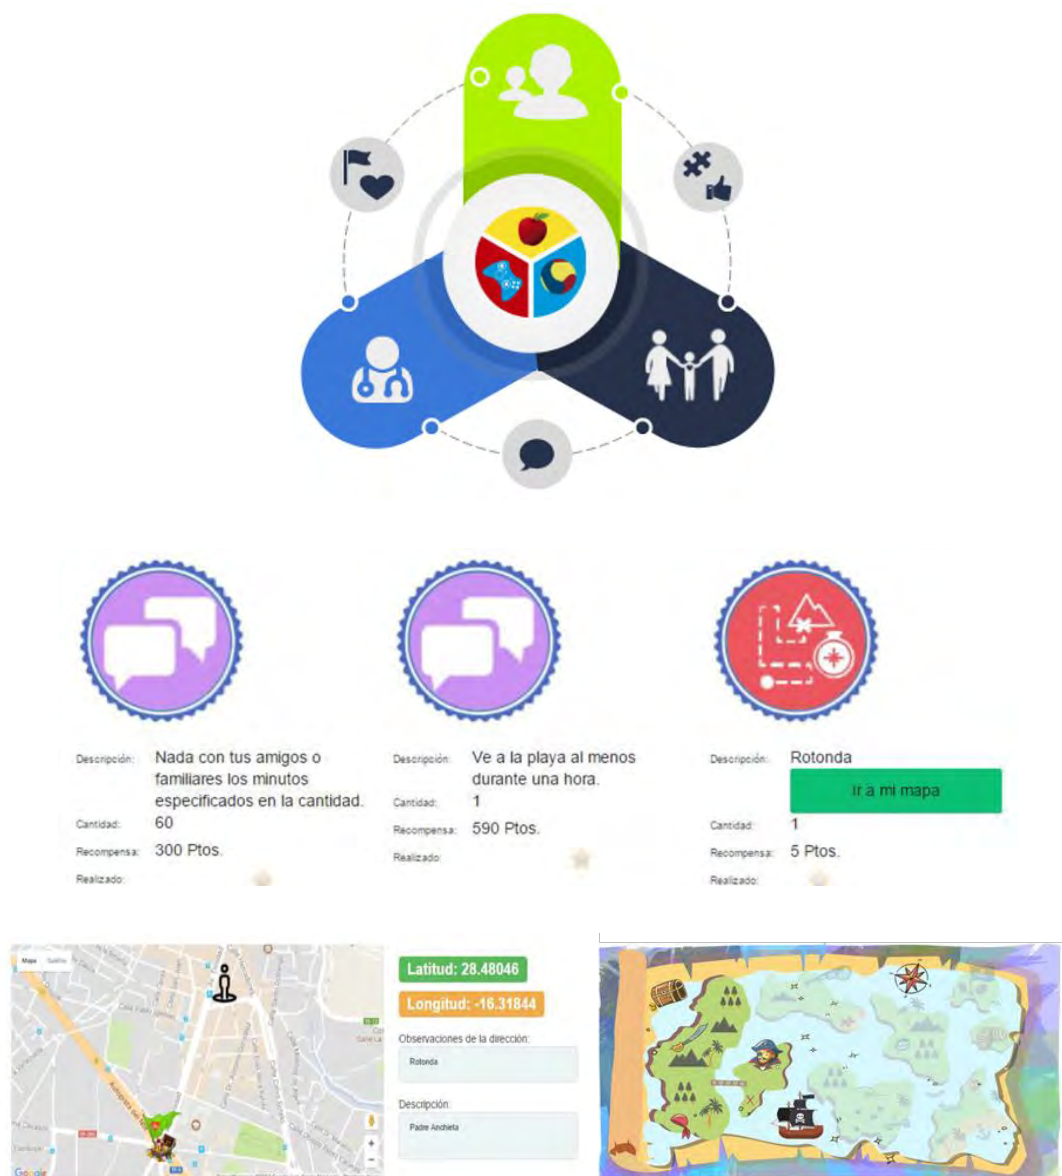 Descripción: Nada con tus amigos o
familiares los minutos
especificados en la cantidad.
Cantidad: 60
Recompensa: 300 Ptos.
Realizado:
Descripción: Ve a la playa al menos
durante una hora.
Cantidad: 1
Recompensa: 590 Ptos.
Realizado:
Descripción: Rotonda
Ir a mi mapa
Cantidad: 1
Recompensa: 5 Ptos.
Realizado:
Mapa Satélite
Google
Latitud: 28.48046
Longitud: -16.31844
Observaciones de la dirección:
Rotonda
Descripción:
Padre Anchieta